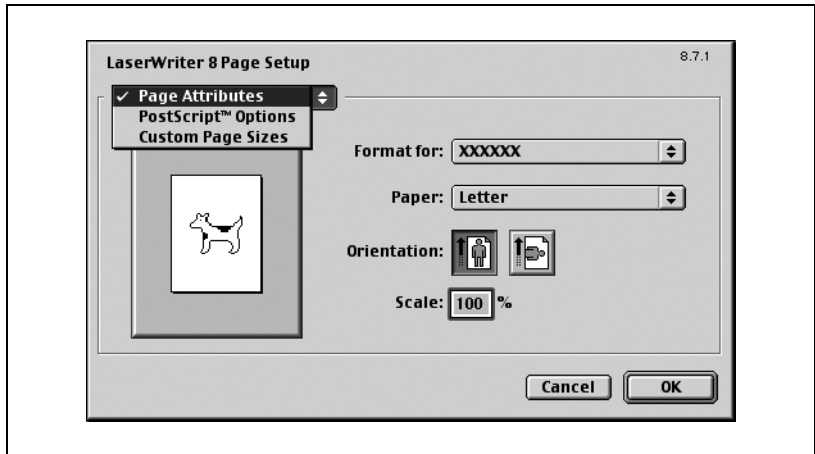 LaserWriter 8 Page Setup
8.7.1
✓ Page Attributes
PostScript™ Options
Custom Page Sizes
Format for: XXXXXX
Paper: Letter
Orientation:
Scale: 100 %
Cancel
OK